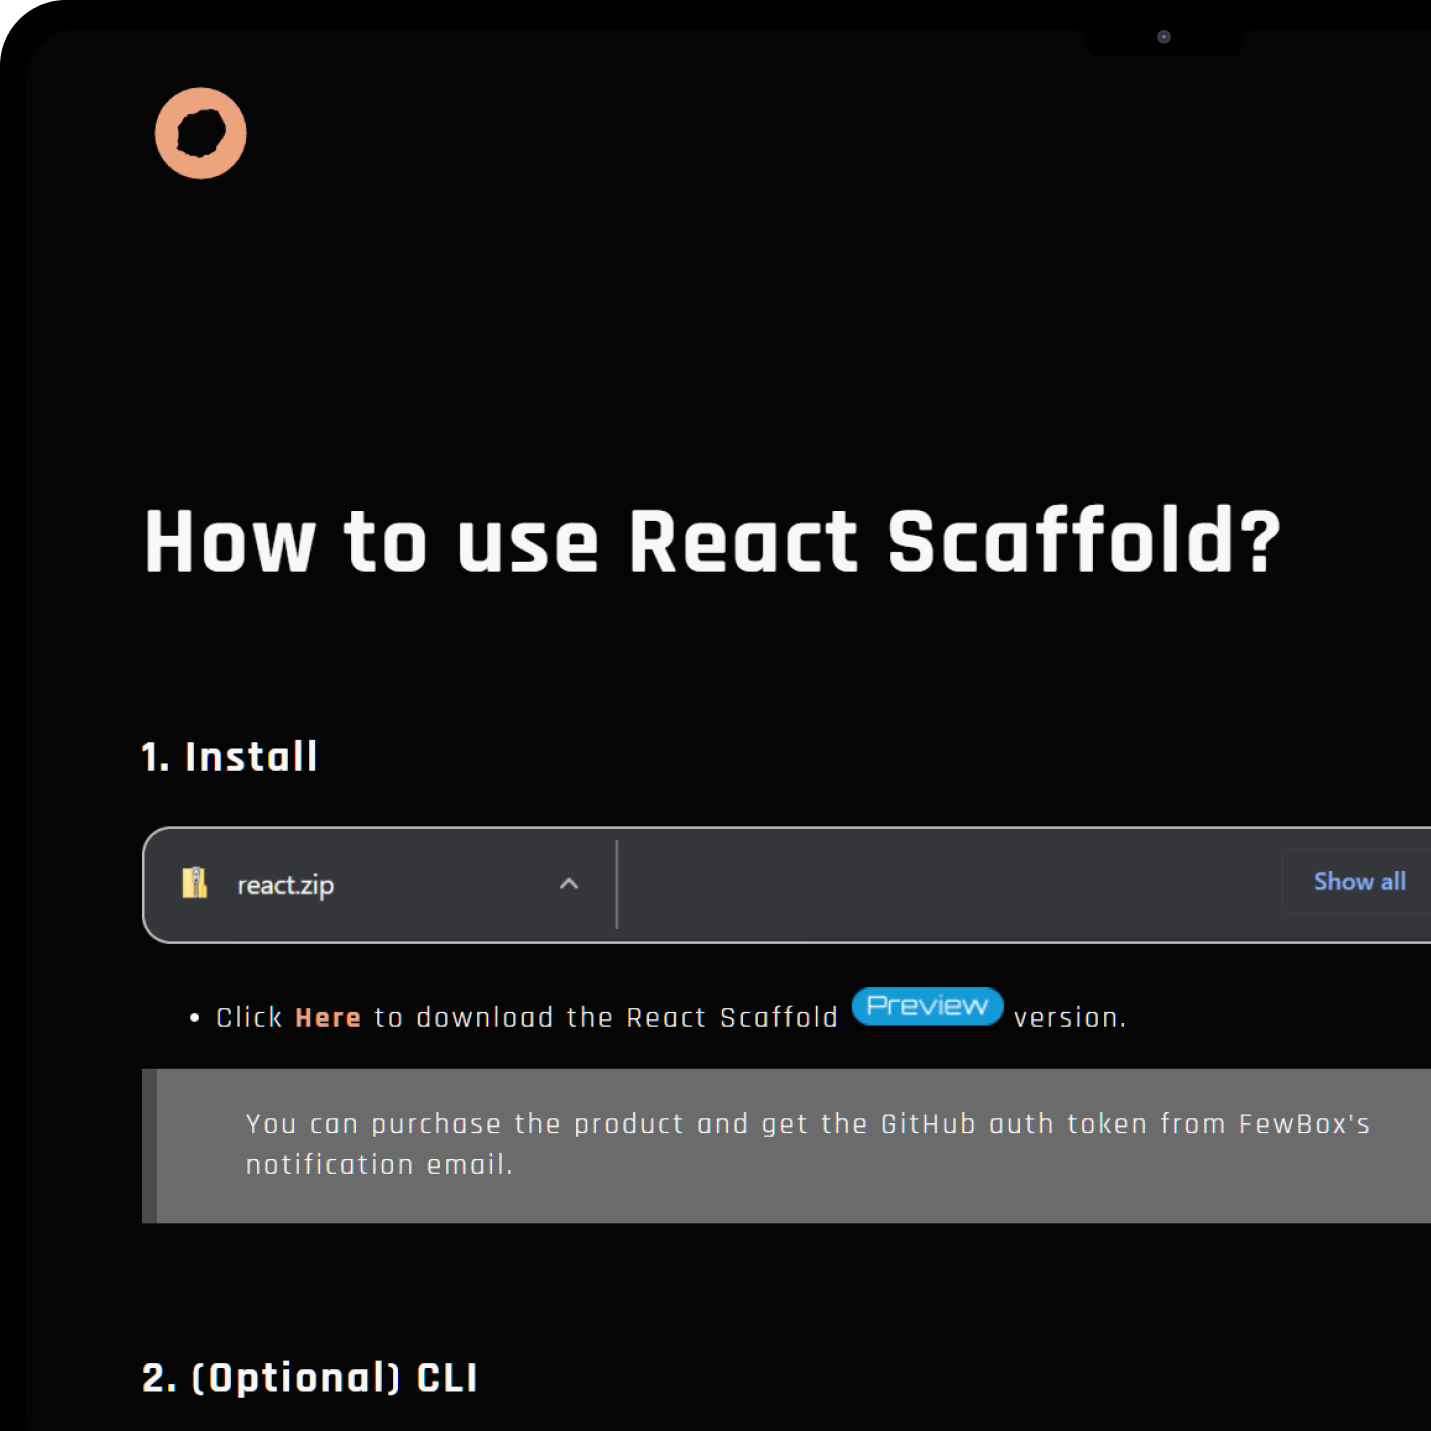 How to use React Scaffold?
1. Install
react.zip
Show all
Click Here to download the React Scaffold Preview version.
You can purchase the product and get the GitHub auth token from FewBox's
notification email.
2. (Optional) CLI